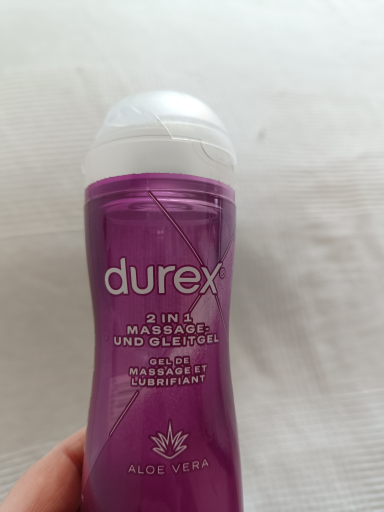 durex®
2 IN 1
MASSAGE-
UND GLEITGEL
GEL DE
MASSAGE ET
LUBRIFIANT
ALOE VERA